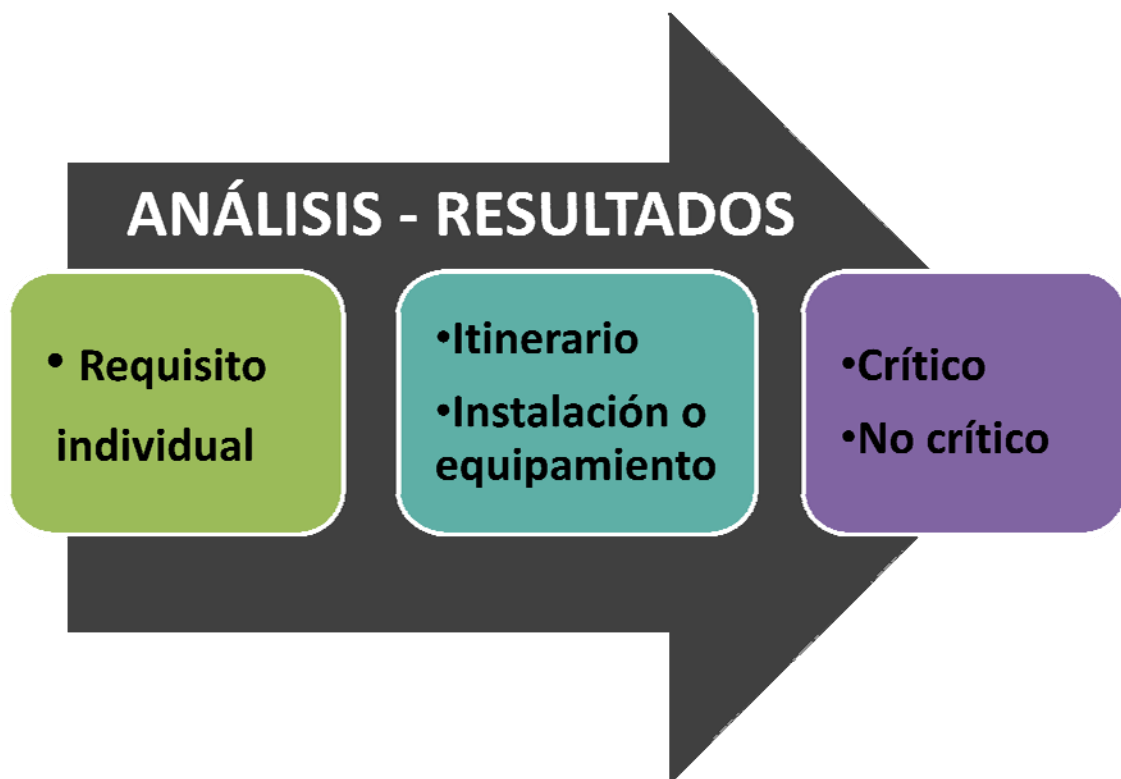 ANÁLISIS - RESULTADOS
• Requisito
individual
•Itinerario
•Instalación o
equipamiento
•Crítico
•No crítico